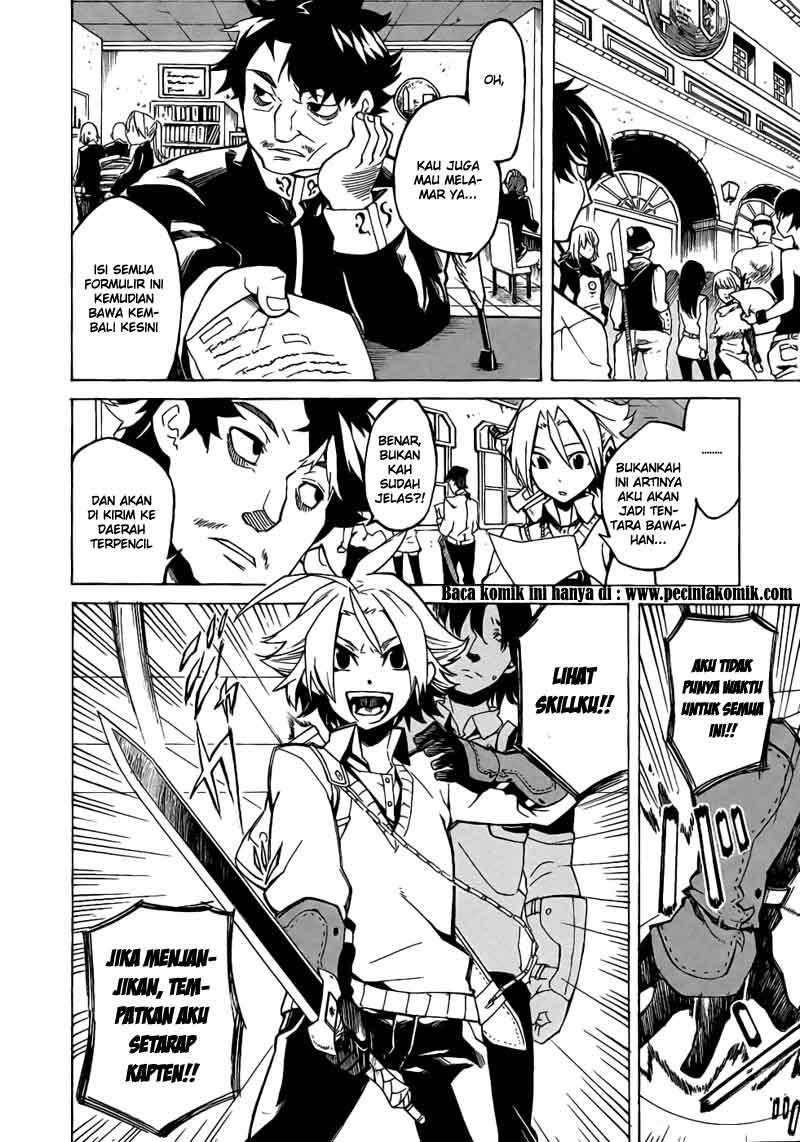 OH,
KAU JUGA
MAU MELA-
MAR YA...
ISI SEMUA
FORMULIR INI
KEMUDIAN
BAWA KEM-
BALI KESINI
........
BUKANKAH
INI ARTINYA
AKU AKAN
JADI TEN-
TARA BAWA-
HAN...
BENAR,
BUKAN
KAH
SUDAH
JELAS?!
DAN AKAN
DI KIRIM KE
DAERAH
TERPENCIL
Baca komik ini hanya di : www.pecintakomik.com
AKU TIDAK
PUNYA WAKTU
UNTUK SEMUA
INI!!
LIHAT
SKILLKU!!
JIKA MENJAN-
JIKAN, TEM-
PATKAN AKU
SETARAP
KAPTEN!!